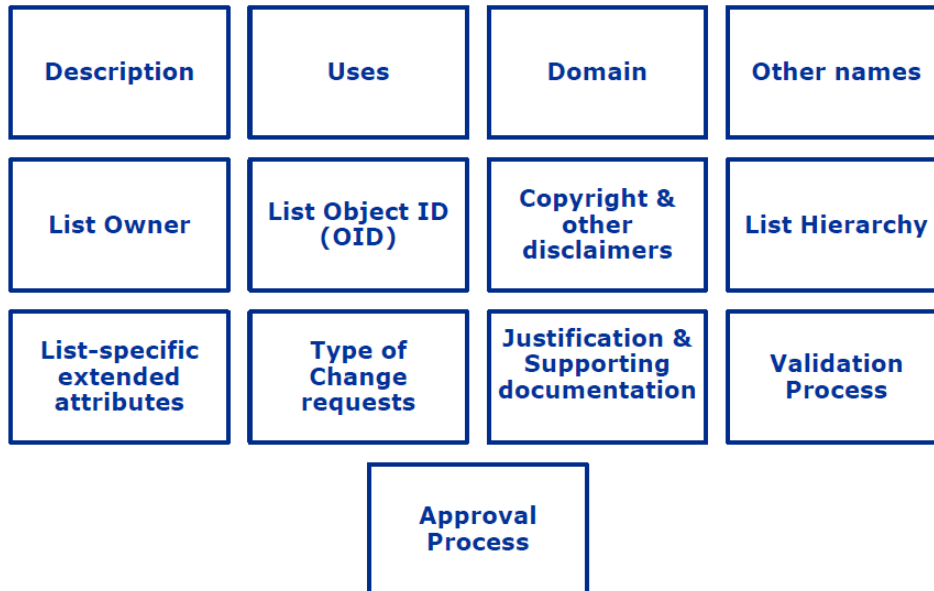 Description
Uses
Domain
Other names
List Owner
List Object ID
(OID)
Copyright &
other
disclaimers
List Hierarchy
List-specific
extended
attributes
Type of
Change
requests
Justification &
Supporting
documentation
Validation
Process
Approval
Process